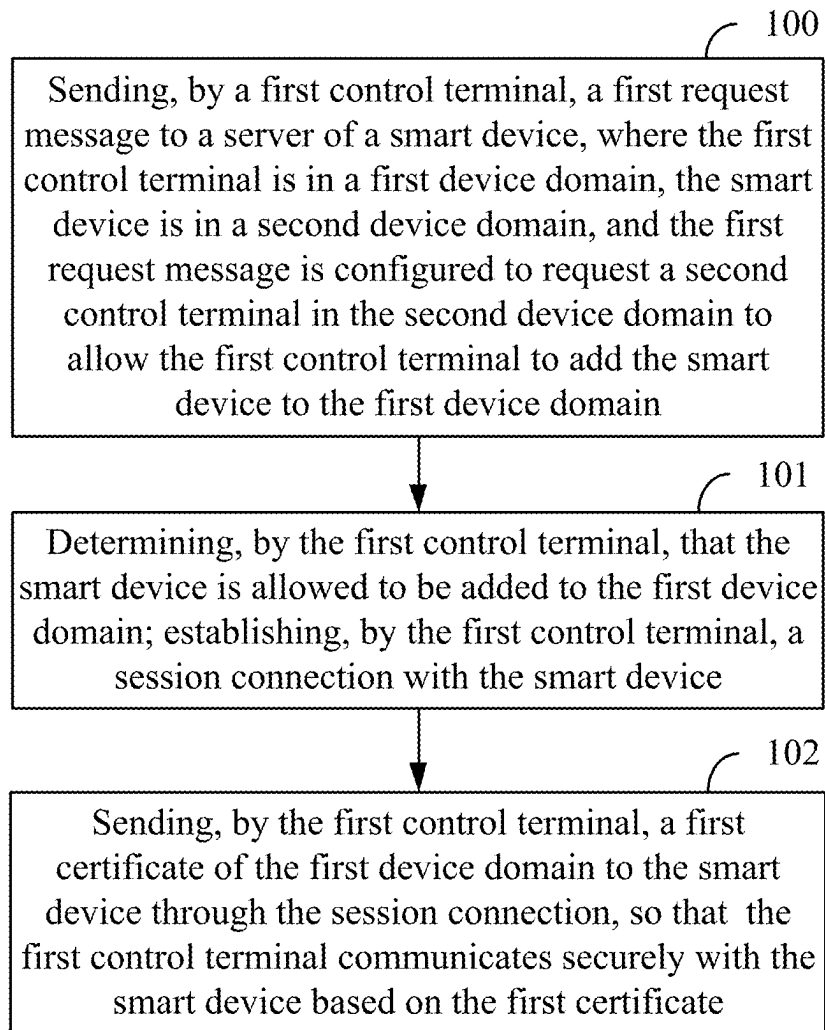 100
Sending, by a first control terminal, a first request
message to a server of a smart device, where the first
control terminal is in a first device domain, the smart
device is in a second device domain, and the first
request message is configured to request a second
control terminal in the second device domain to
allow the first control terminal to add the smart
device to the first device domain
101
Determining, by the first control terminal, that the
smart device is allowed to be added to the first device
domain; establishing, by the first control terminal, a
session connection with the smart device
102
Sending, by the first control terminal, a first
certificate of the first device domain to the smart
device through the session connection, so that the
first control terminal communicates securely with the
smart device based on the first certificate